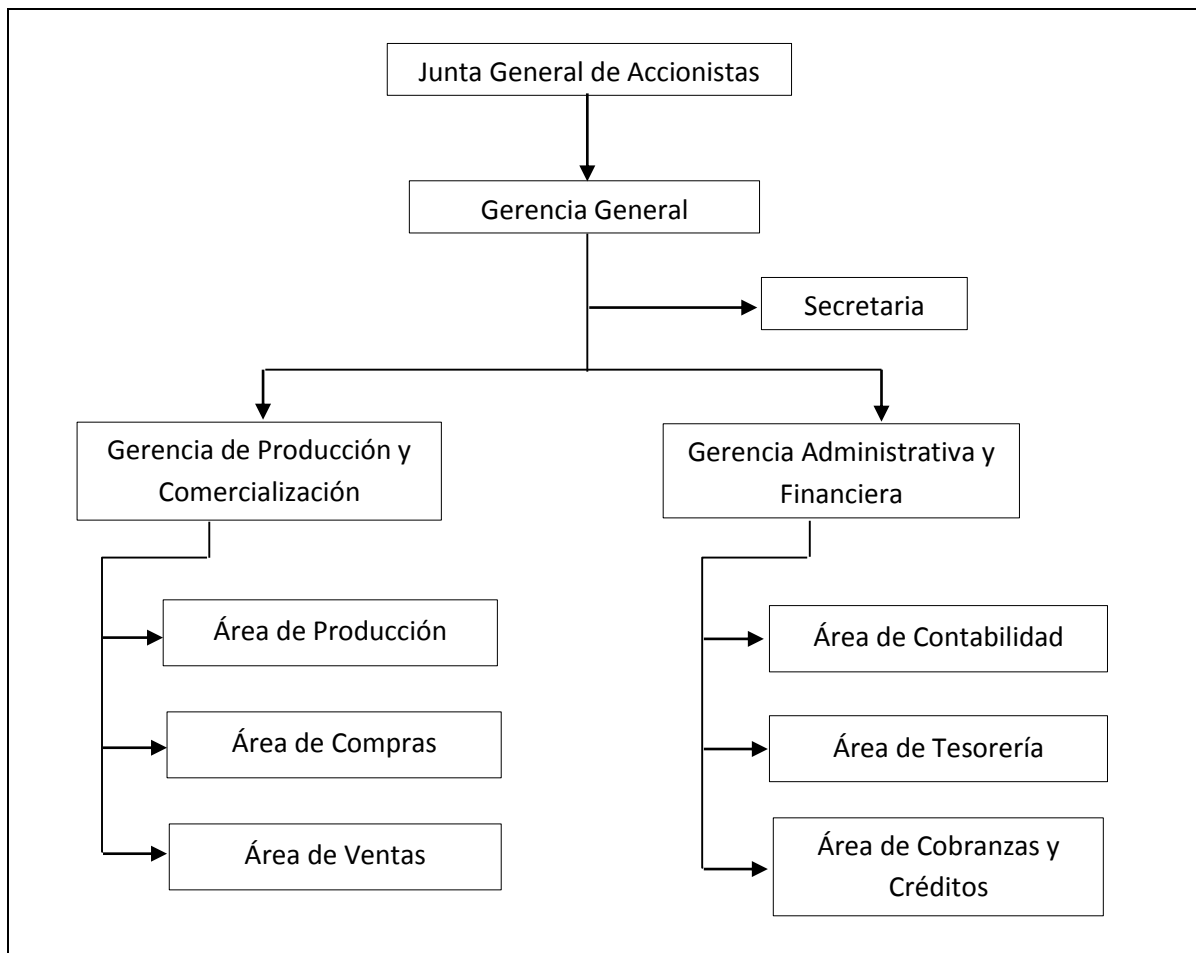 Junta General de Accionistas
Gerencia General
Secretaria
Gerencia de Producción y
Comercialización
Gerencia Administrativa y
Financiera
Área de Producción
Área de Compras
Área de Ventas
Área de Contabilidad
Área de Tesorería
Área de Cobranzas y
Créditos